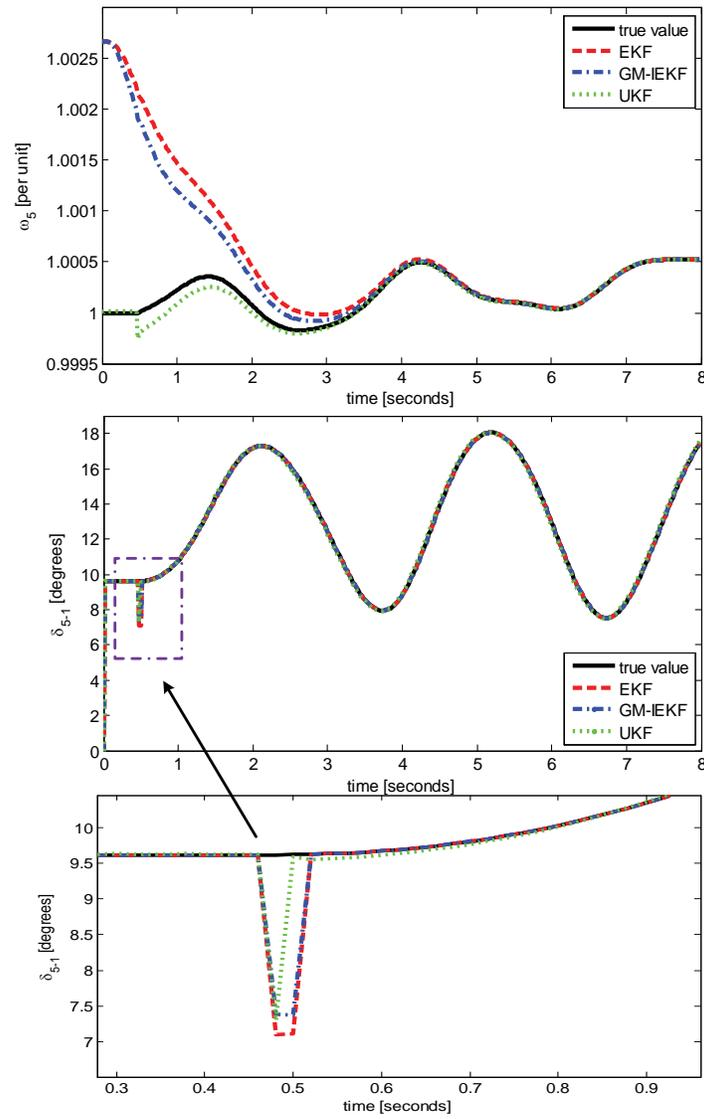 1.0025
1.002
1.0015
1.001
1.0005
1
0.9995
ω5 [per unit]
true value
EKF
GM-IEKF
UKF
0 1 2 3 4 5 6 7 8
time [seconds]
18
16
14
12
10
8
6
4
2
0
δ5-1 [degrees]
true value
EKF
GM-IEKF
UKF
0 1 2 3 4 5 6 7 8
time [seconds]
10
9.5
9
8.5
8
7.5
7
δ5-1 [degrees]
0.3 0.4 0.5 0.6 0.7 0.8 0.9
time [seconds]